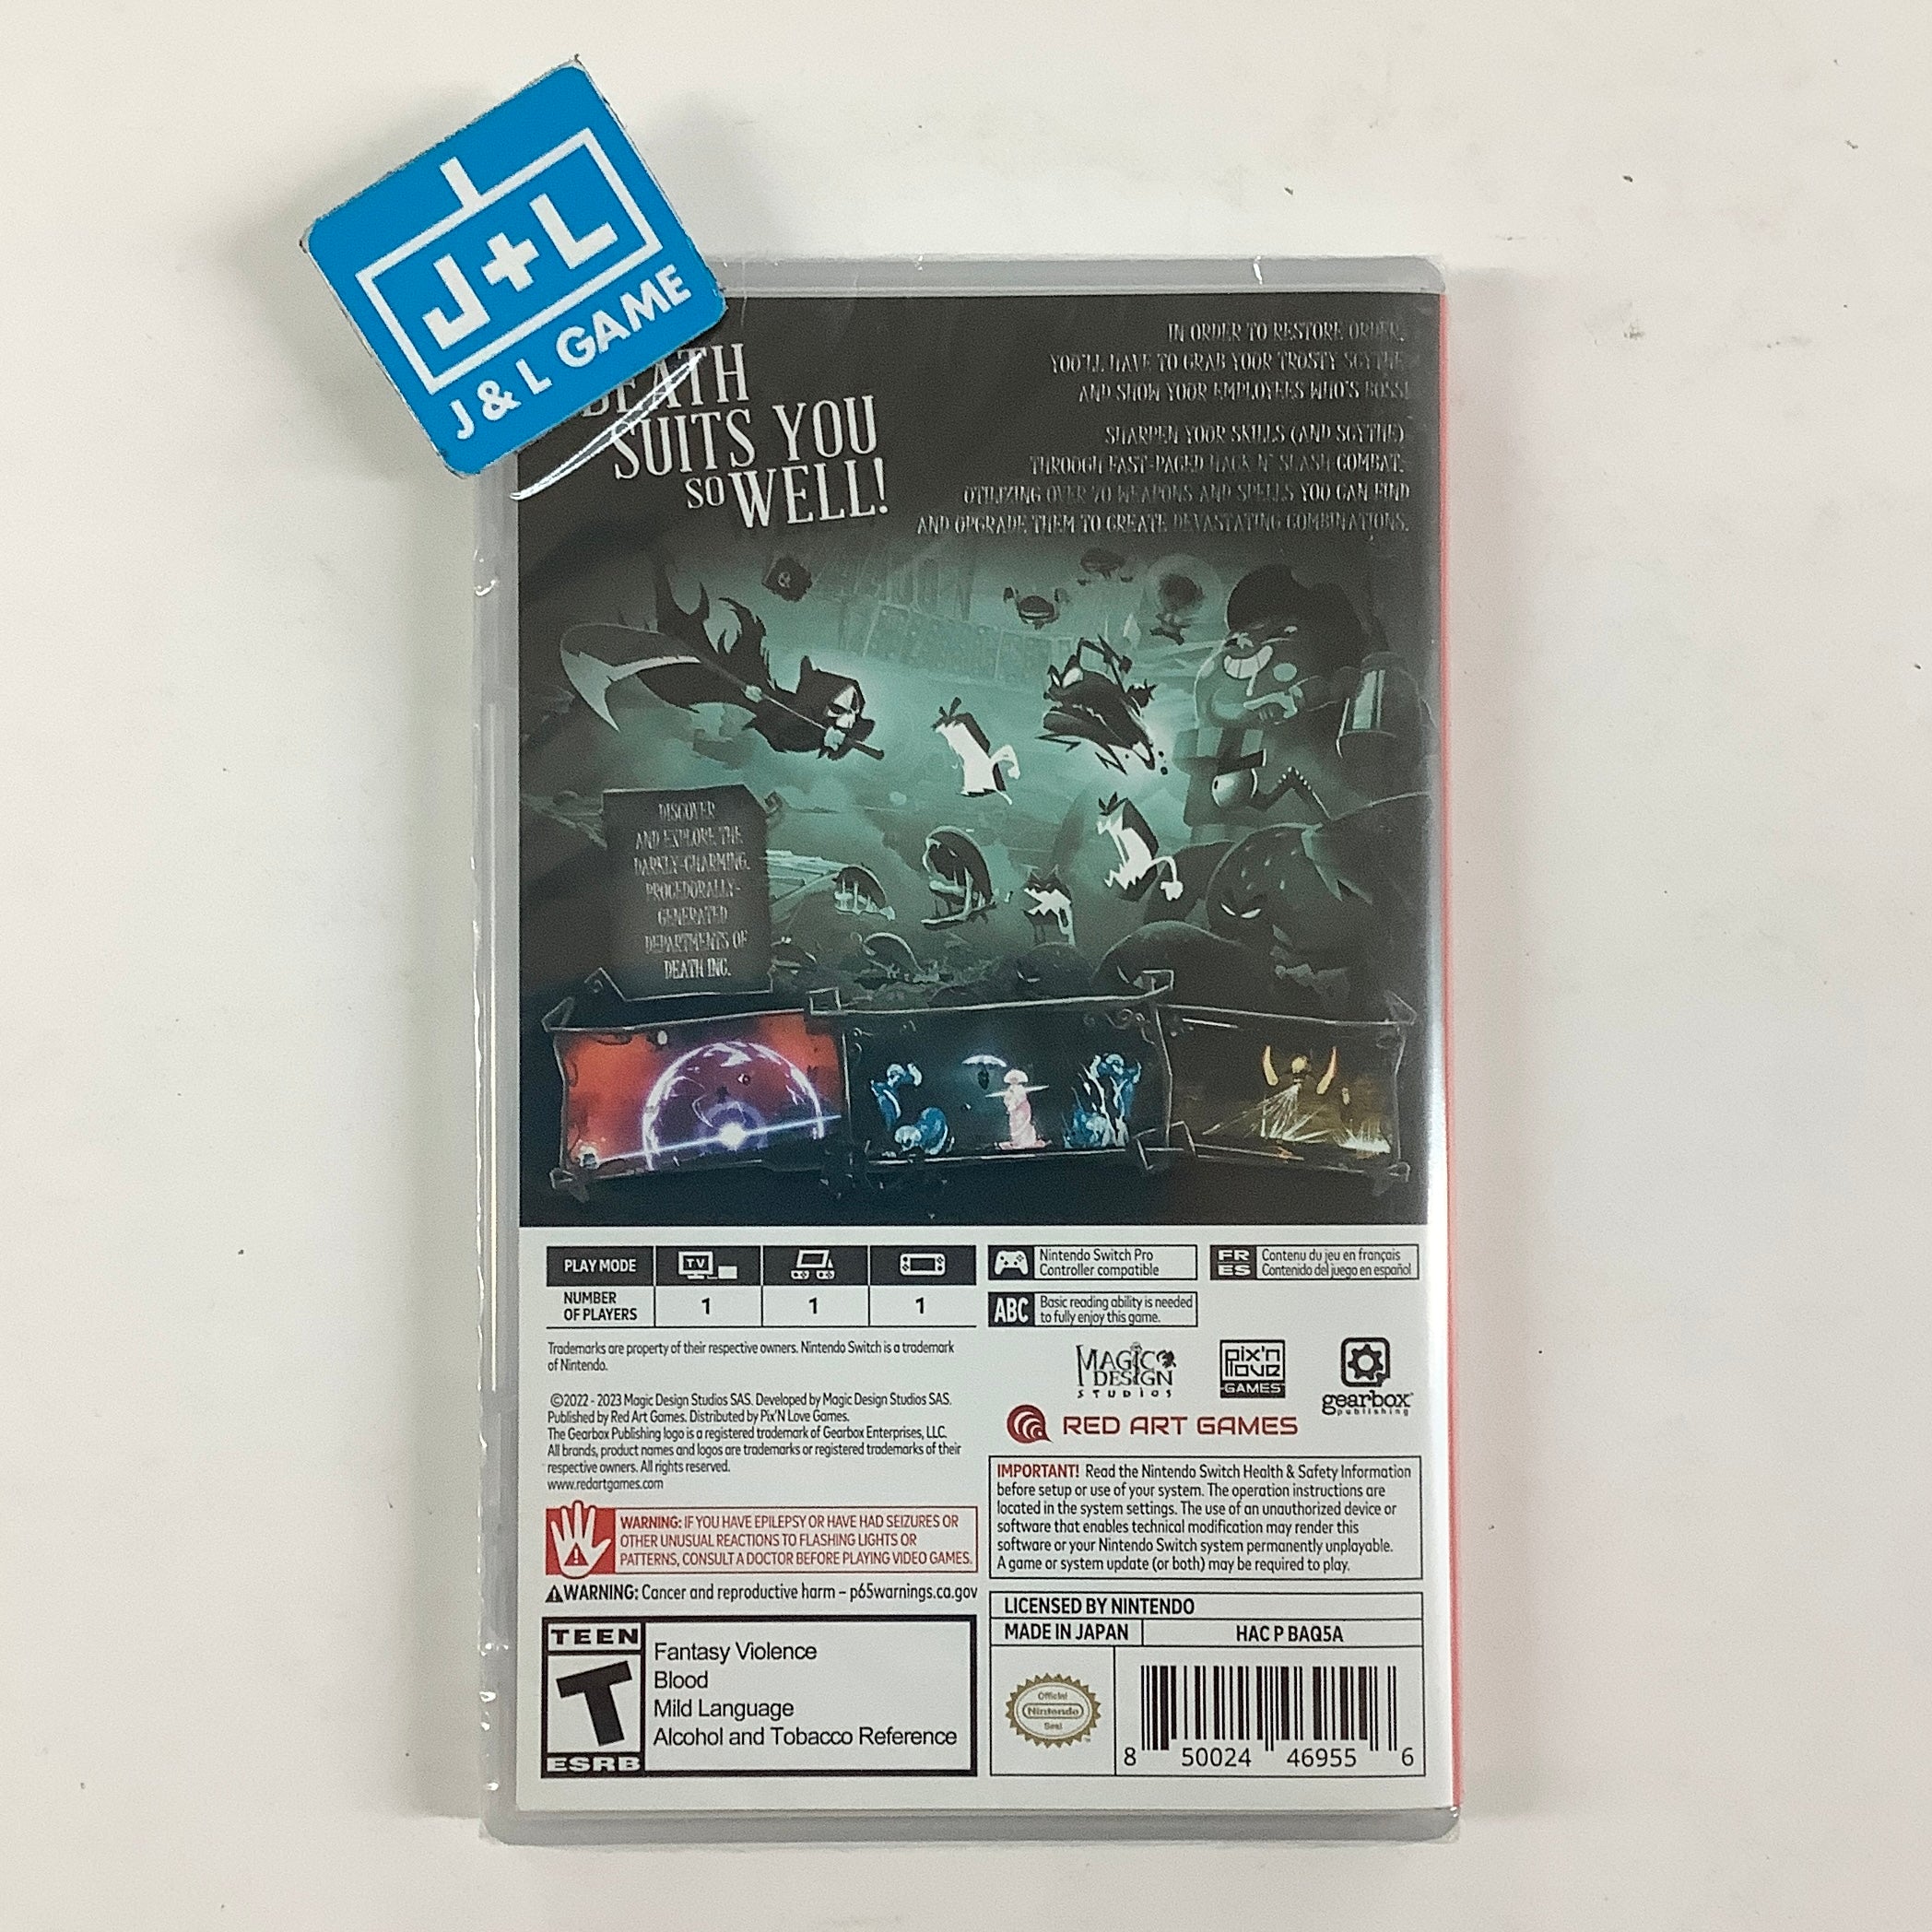 J+L
J & L GAME
DEATH
SUITS YOU
SO WELL!
IN ORDER TO RESTORE ORDER,
YOU'LL HAVE TO GRAB YOUR TRUSTY SCYTHE
AND SHOW YOUR EMPLOYEES WHO'S BOSS!
SHARPEN YOUR SKILLS (AND SCYTHE)
THROUGH FAST-PACED HACK N' SLASH COMBAT.
UTILIZING OVER 70 WEAPONS AND SPELLS YOU CAN FIND
AND UPGRADE THEM TO CREATE DEVASTATING COMBINATIONS.
DISCOVER
AND EXPLORE THE
DARKLY-CHARMING,
PROCEDURALLY-
GENERATED
DEPARTMENTS OF
DEATH INC.
PLAY MODE
TV
NUMBER
OF PLAYERS
1 1 1
Nintendo Switch Pro
Controller compatible
FR
ES
Contenu du jeu en français
Contenido del juego en español
ABC
Basic reading ability is needed
to fully enjoy this game.
Trademarks are property of their respective owners. Nintendo Switch is a trademark
of Nintendo.
©2022 - 2023 Magic Design Studios SAS. Developed by Magic Design Studios SAS.
Published by Red Art Games. Distributed by Pix'N Love Games.
The Gearbox Publishing logo is a registered trademark of Gearbox Enterprises, LLC.
All brands, product names and logos are trademarks or registered trademarks of their
respective owners. All rights reserved.
www.redartgames.com
MAGIC
DESIGN
STUDIOS
pix'n
love
GAMES
gearbox
publishing
RED ART GAMES
WARNING: IF YOU HAVE EPILEPSY OR HAVE HAD SEIZURES OR
OTHER UNUSUAL REACTIONS TO FLASHING LIGHTS OR
PATTERNS, CONSULT A DOCTOR BEFORE PLAYING VIDEO GAMES.
WARNING: Cancer and reproductive harm – p65warnings.ca.gov
IMPORTANT! Read the Nintendo Switch Health & Safety Information
before setup or use of your system. The operation instructions are
located in the system settings. The use of an unauthorized device or
software that enables technical modification may render this
software or your Nintendo Switch system permanently unplayable.
A game or system update (or both) may be required to play.
TEEN
T
ESRB
Fantasy Violence
Blood
Mild Language
Alcohol and Tobacco Reference
LICENSED BY NINTENDO
MADE IN JAPAN
HAC P BAQ5A
Official
Nintendo
Seal
8 50024 46955 6